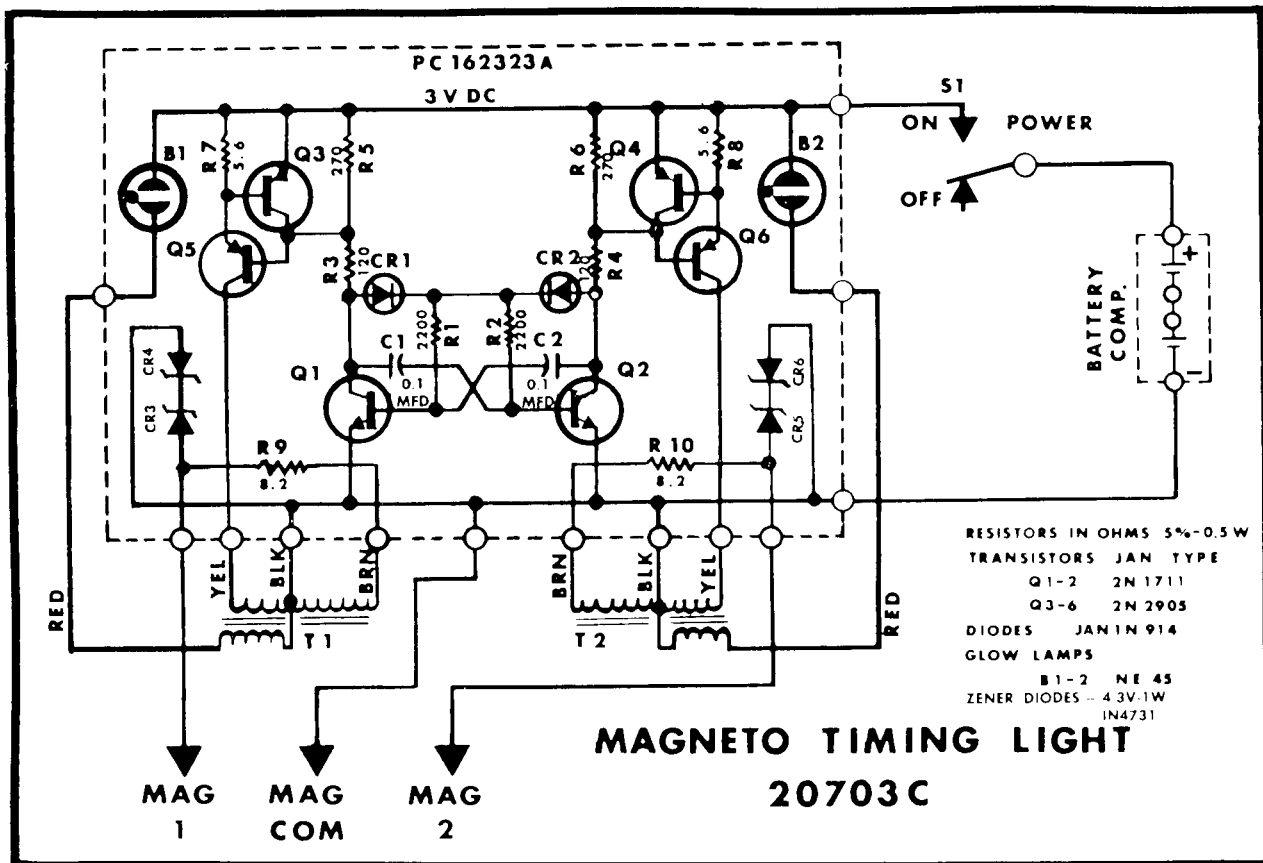 PC 162323A
3 V DC
S1
ON
POWER
OFF
B1
R7
5.6
Q3
R5
270
R6
270
Q4
R8
5.6
B2
Q5
Q6
R3
120
CR1
CR2
R4
120
BATTERY
COMP.
+
−
CR4
CR3
R1
2200
R2
2200
C1
0.1
MFD
C2
0.1
MFD
Q1
Q2
CR6
CR5
R9
8.2
R 10
8.2
RED
YEL
BLK
BRN
BRN
BLK
YEL
RED
T1
T2
RESISTORS IN OHMS 5%-0.5 W
TRANSISTORS JAN TYPE
Q1-2 2N 1711
Q3-6 2N 2905
DIODES JAN 1N 914
GLOW LAMPS
B1-2 NE 45
ZENER DIODES -- 4.3V-1W
IN4731
MAG
1
MAG
COM
MAG
2
MAGNETO TIMING LIGHT
20703C